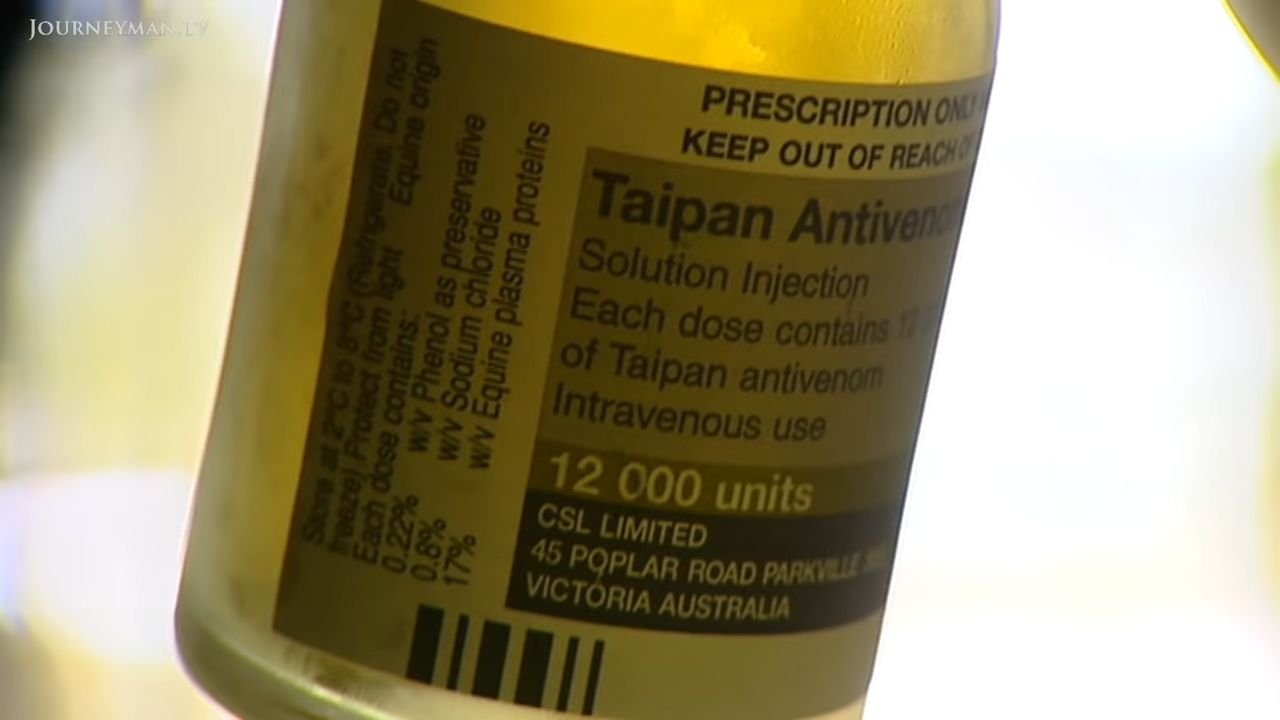 JOURNEYMAN.TV
PRESCRIPTION ONLY
KEEP OUT OF REACH OF
Taipan Antivenom
Solution Injection
Each dose contains 12
of Taipan antivenom
Intravenous use
12 000 units
CSL LIMITED
45 POPLAR ROAD PARKVILLE
VICTORIA AUSTRALIA
Store at 2°C to 8°C (Refrigerate. Do not
freeze) Protect from light Equine origin
Each dose contains:
0.22% w/v Phenol as preservative
0.8% w/v Sodium chloride
17% w/v Equine plasma proteins